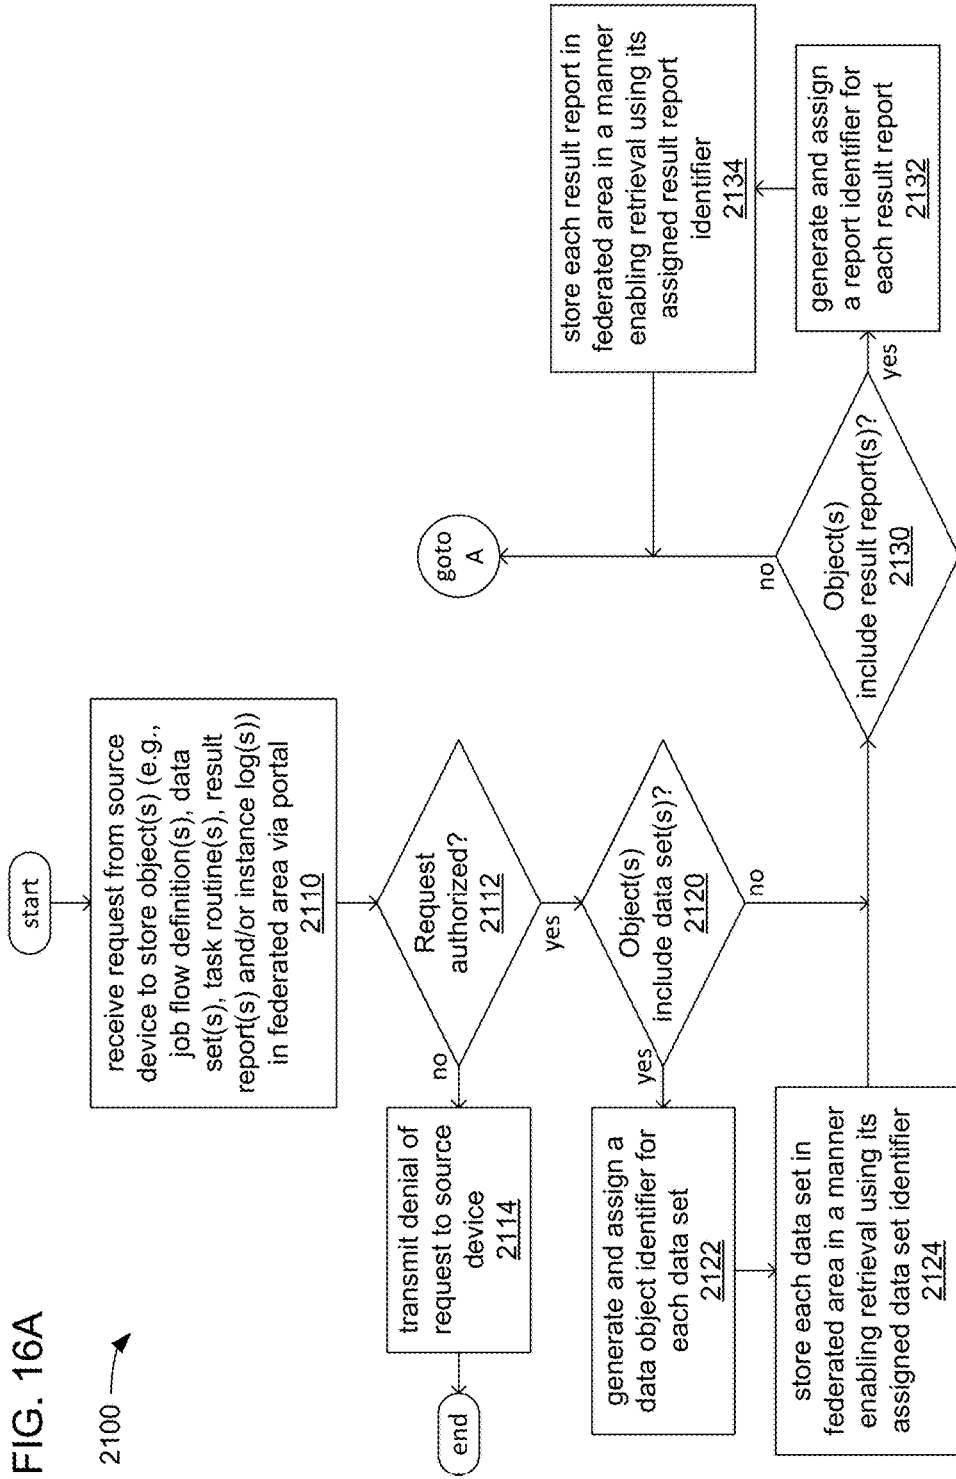 FIG. 16A
2100
start
receive request from source
device to store object(s) (e.g.,
job flow definition(s), data
set(s), task routine(s), result
report(s) and/or instance log(s))
in federated area via portal
2110
Request
authorized?
2112
no
yes
transmit denial of
request to source
device
2114
end
Object(s)
include data set(s)?
2120
yes
no
generate and assign a
data object identifier for
each data set
2122
store each data set in
federated area in a manner
enabling retrieval using its
assigned data set identifier
2124
Object(s)
include result report(s)?
2130
no
yes
generate and assign
a report identifier for
each result report
2132
store each result report in
federated area in a manner
enabling retrieval using its
assigned result report
identifier
2134
goto
A